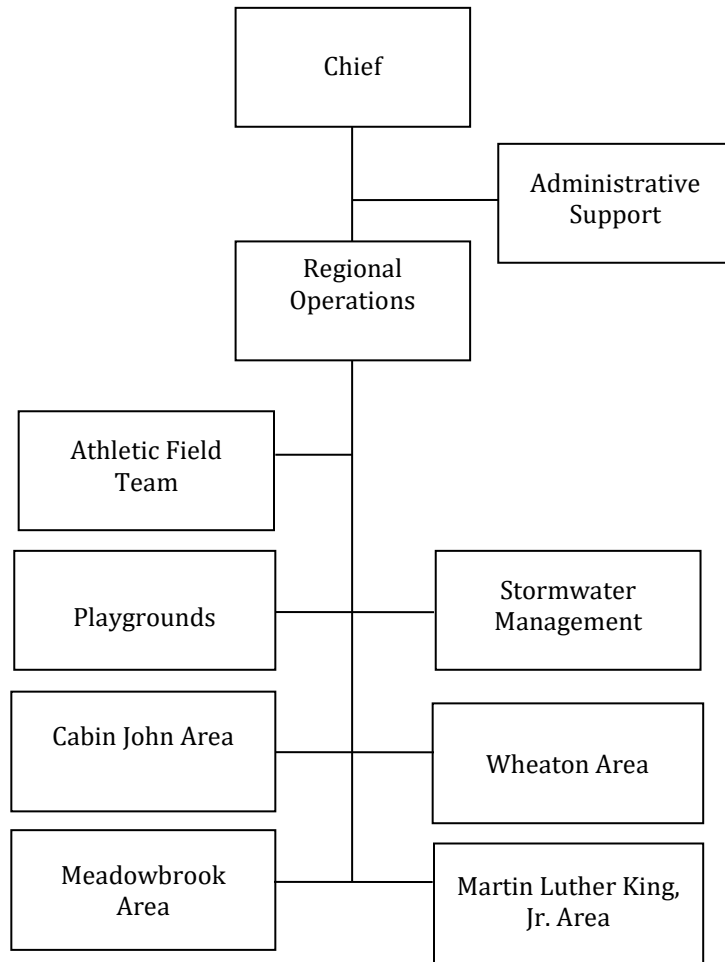 Chief
Administrative
Support
Regional
Operations
Athletic Field
Team
Playgrounds
Stormwater
Management
Cabin John Area
Wheaton Area
Meadowbrook
Area
Martin Luther King,
Jr. Area